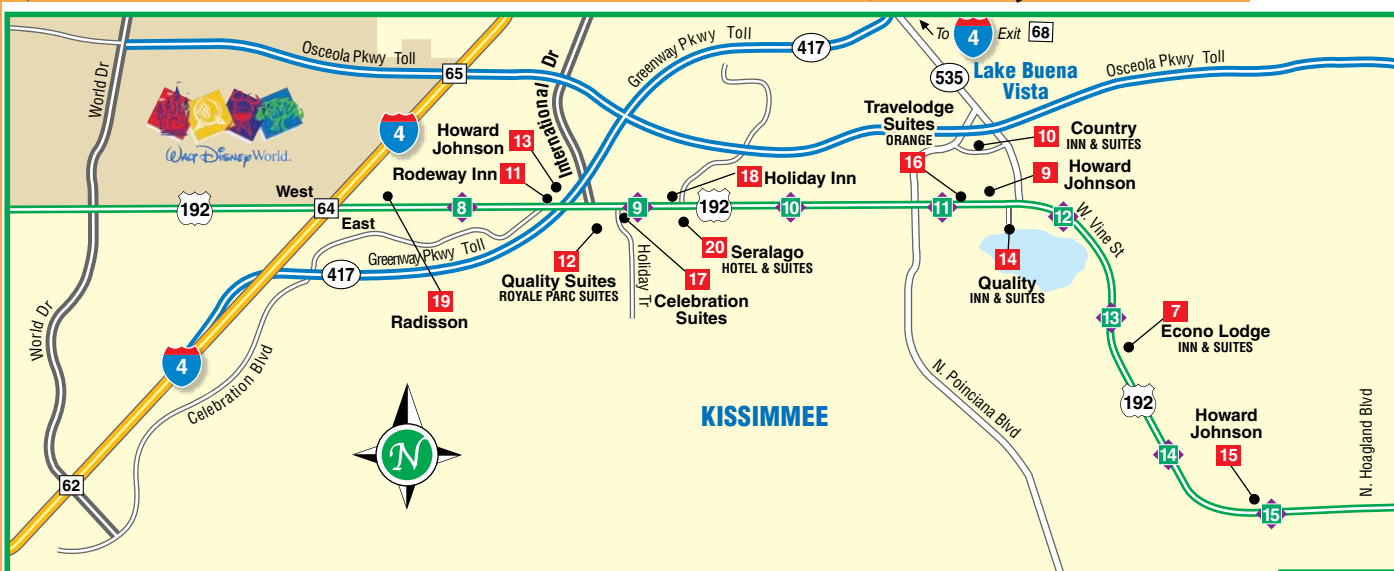 To
4
Exit
68
Osceola Pkwy Toll
65
World Dr
International Dr
Greenway Pkwy Toll
417
535
Lake Buena
Vista
Osceola Pkwy Toll
4
Walt Disney World.
Howard
Johnson
13
Rodeway Inn
11
Travelodge
Suites
ORANGE
16
10
Country
INN & SUITES
9
Howard
Johnson
18
Holiday Inn
West
192
64
East
8
9
192
10
11
12
W. Vine St
Greenway Pkwy Toll
417
12
Quality Suites
ROYALE PARC SUITES
Holiday Tr
20
Seralago
HOTEL & SUITES
17
Celebration
Suites
14
Quality
INN & SUITES
19
Radisson
13
7
Econo Lodge
INN & SUITES
World Dr
4
Celebration Blvd
N
KISSIMMEE
N. Poinciana Blvd
192
Howard
Johnson
15
14
15
N. Hoagland Blvd
62